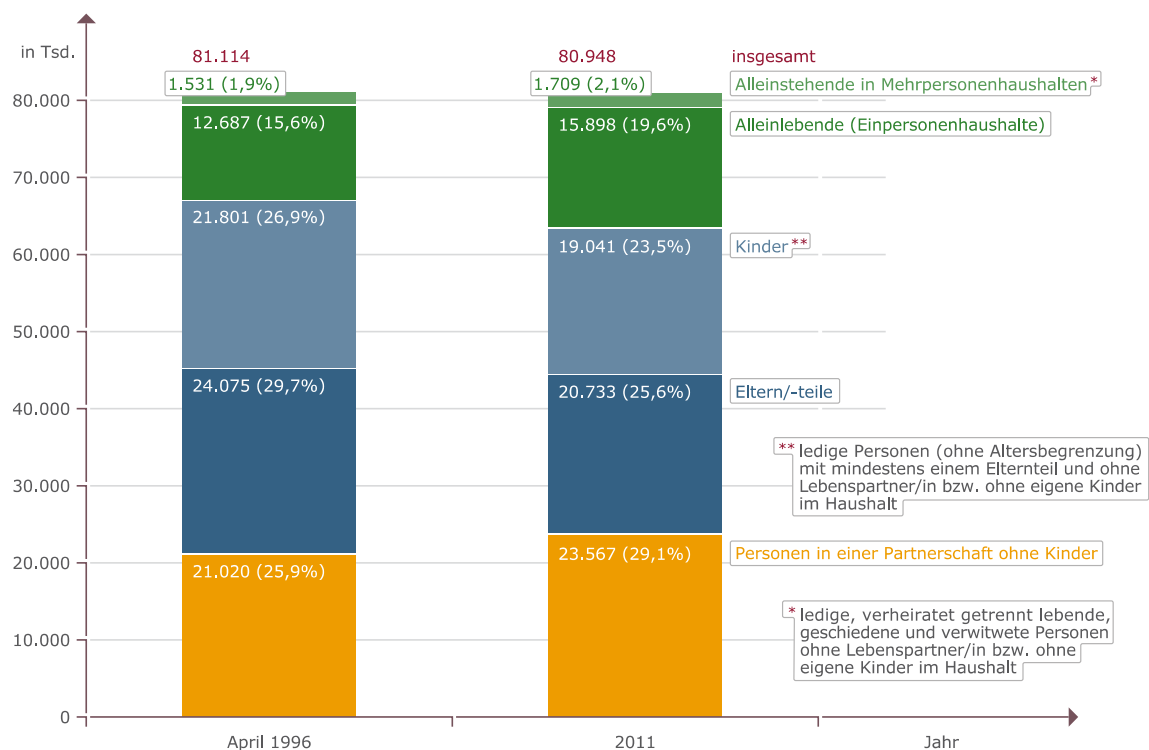 in Tsd.
81.114
80.948
insgesamt
1.531 (1,9%)
1.709 (2,1%)
Alleinstehende in Mehrpersonenhaushalten*
80.000
12.687 (15,6%)
15.898 (19,6%)
Alleinlebende (Einpersonenhaushalte)
70.000
21.801 (26,9%)
19.041 (23,5%)
Kinder**
60.000
50.000
24.075 (29,7%)
20.733 (25,6%)
Eltern/-teile
40.000
** ledige Personen (ohne Altersbegrenzung)
mit mindestens einem Elternteil und ohne
Lebenspartner/in bzw. ohne eigene Kinder
im Haushalt
30.000
23.567 (29,1%)
Personen in einer Partnerschaft ohne Kinder
20.000
21.020 (25,9%)
* ledige, verheiratet getrennt lebende,
geschiedene und verwitwete Personen
ohne Lebenspartner/in bzw. ohne
eigene Kinder im Haushalt
10.000
0
April 1996
2011
Jahr